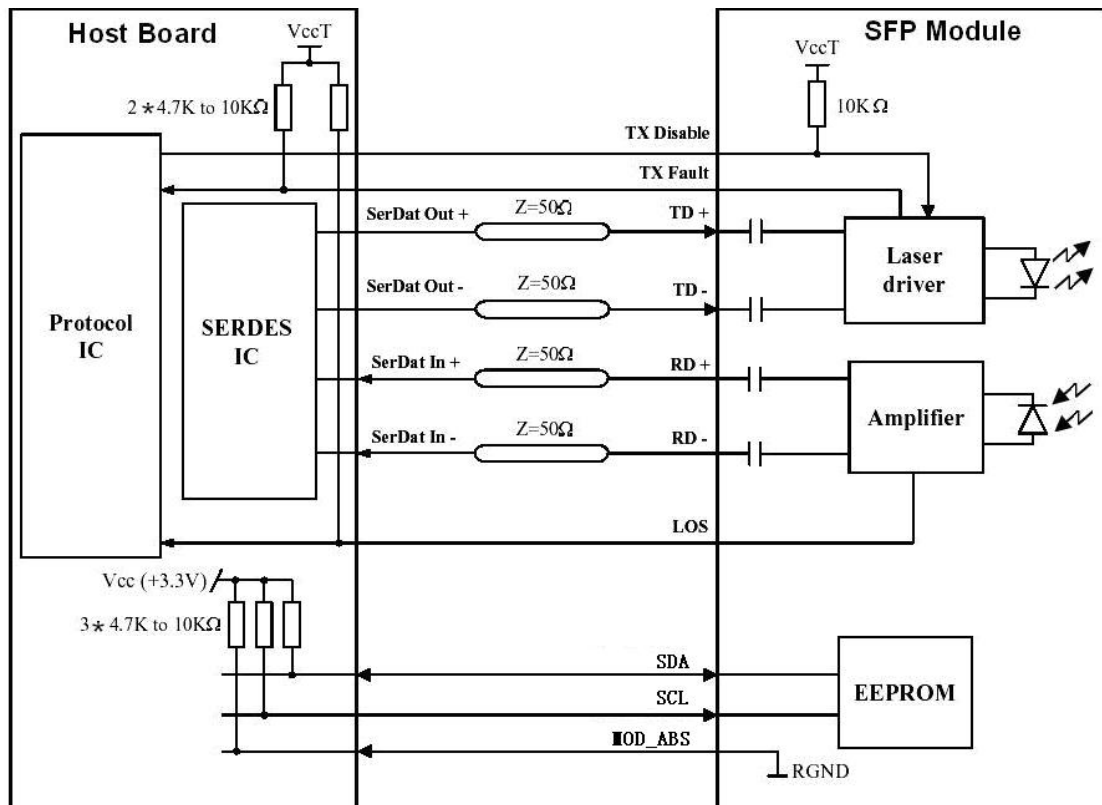 Host Board
SFP Module
VccT
VccT
2*4.7K to 10KΩ
10KΩ
TX Disable
TX Fault
SerDat Out +
Z=50Ω
TD +
SerDat Out -
Z=50Ω
TD -
Laser
driver
Protocol
IC
SERDES
IC
SerDat In +
Z=50Ω
RD +
SerDat In -
Z=50Ω
RD -
Amplifier
LOS
Vcc (+3.3V)
3*4.7K to 10KΩ
SDA
SCL
MOD_ABS
EEPROM
RGND